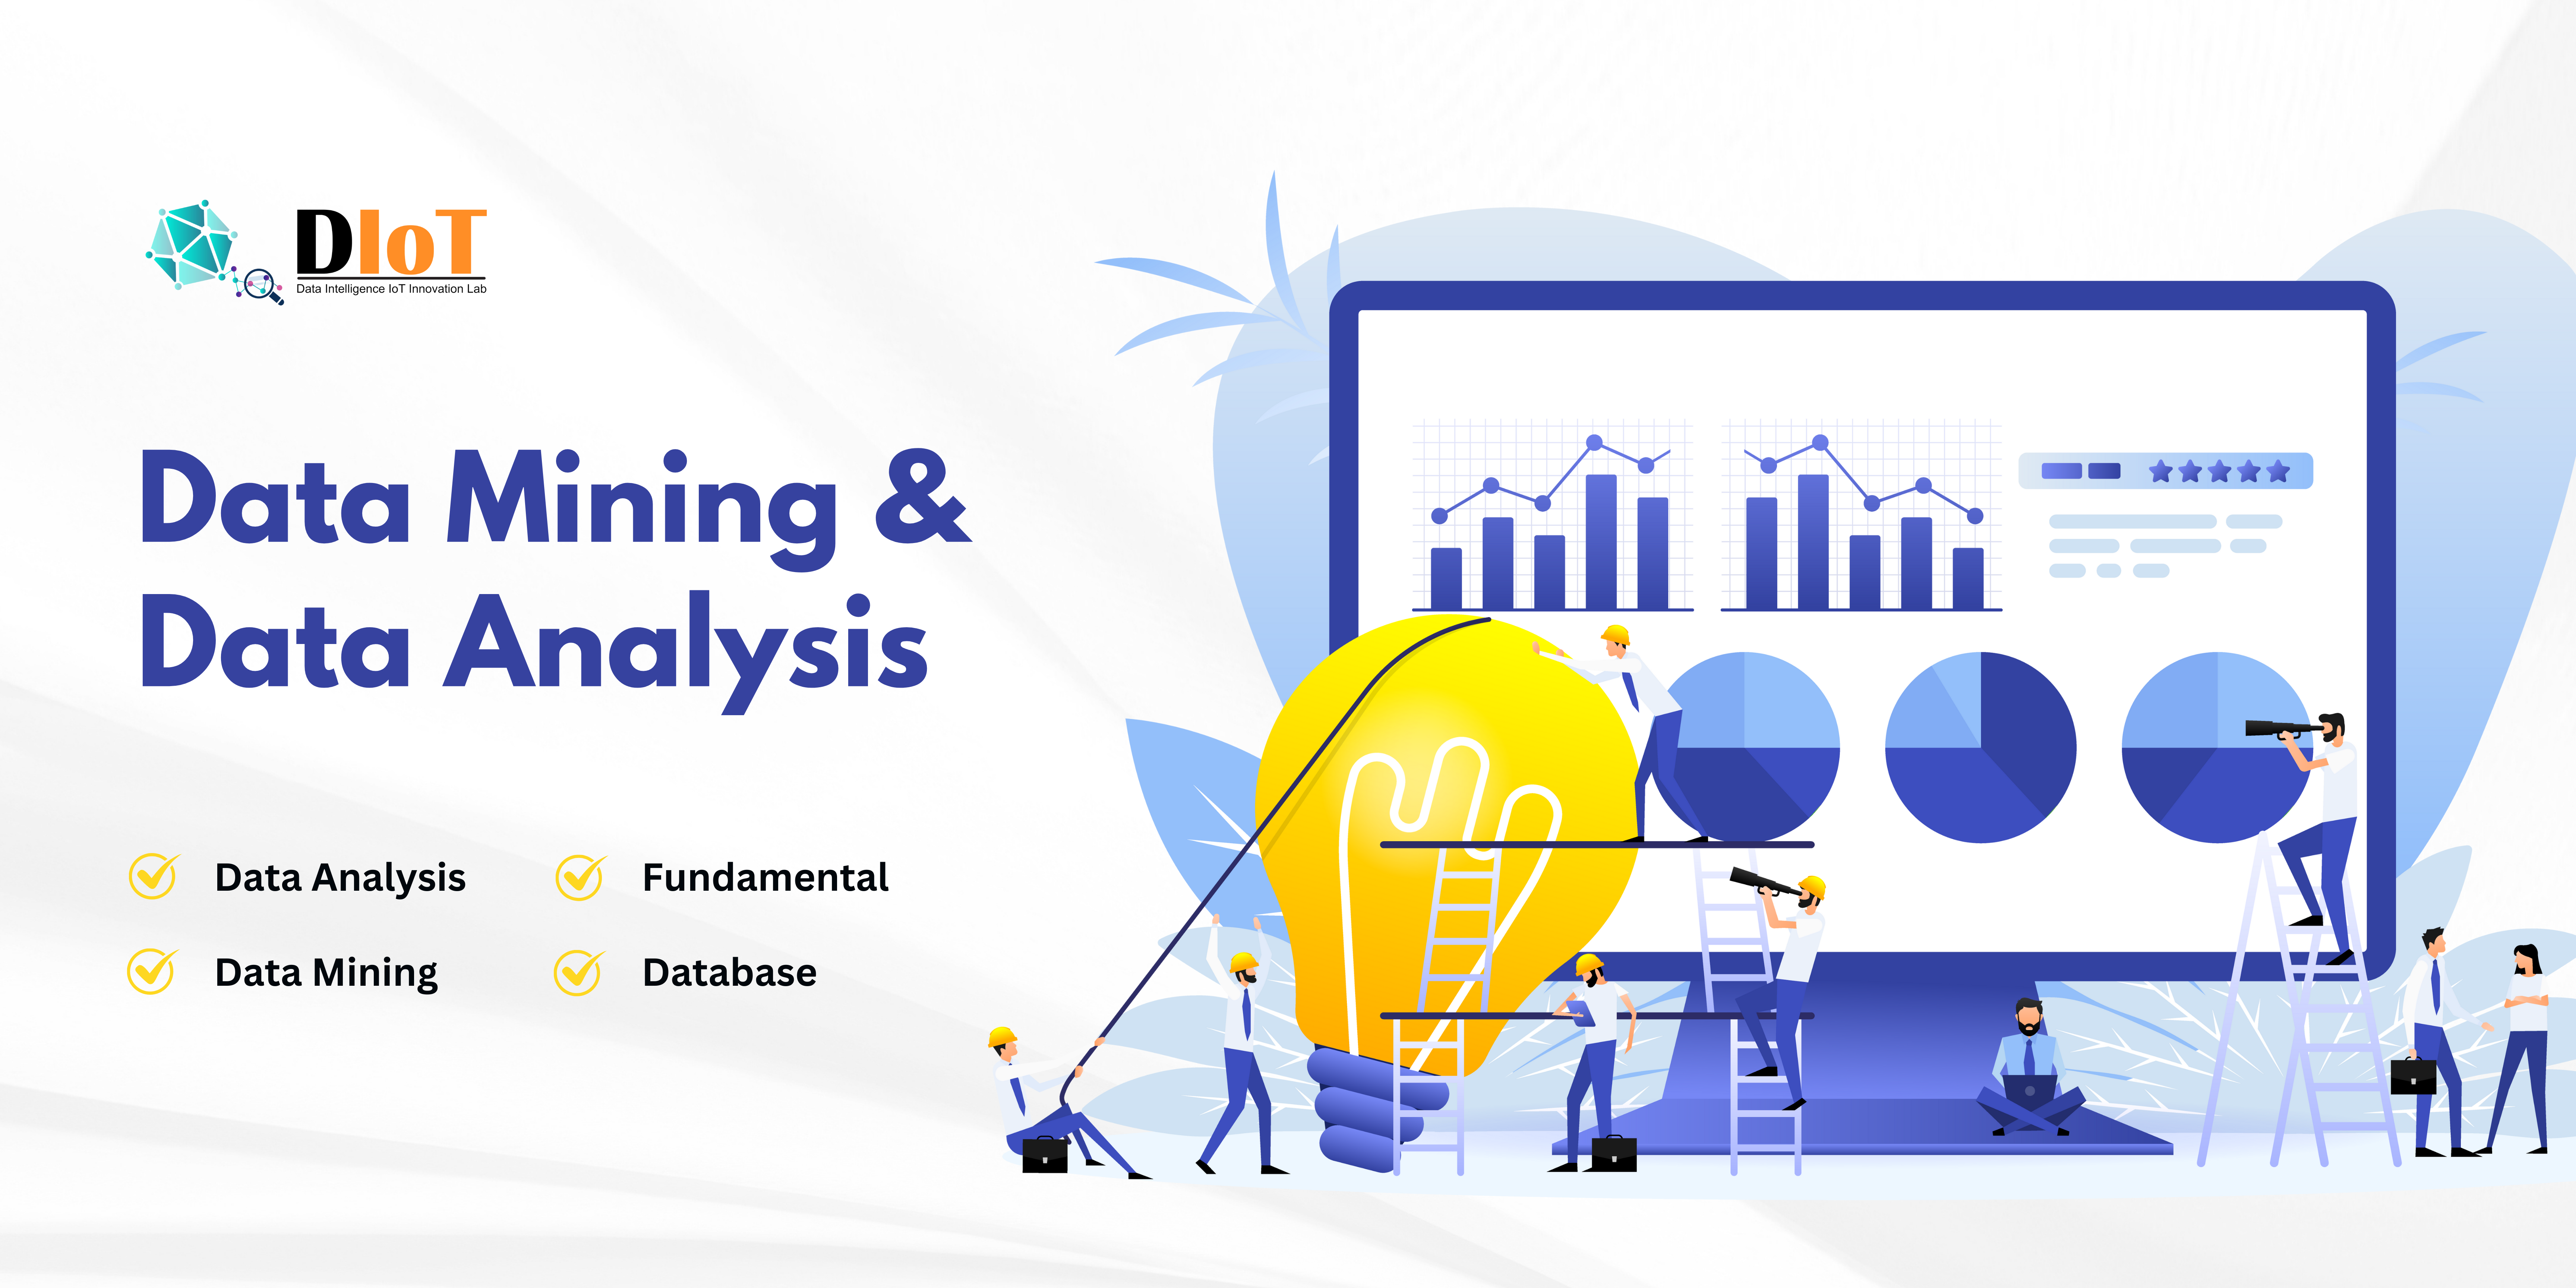 DIoT
Data Intelligence IoT Innovation Lab
Data Mining &
Data Analysis
Data Analysis
Fundamental
Data Mining
Database